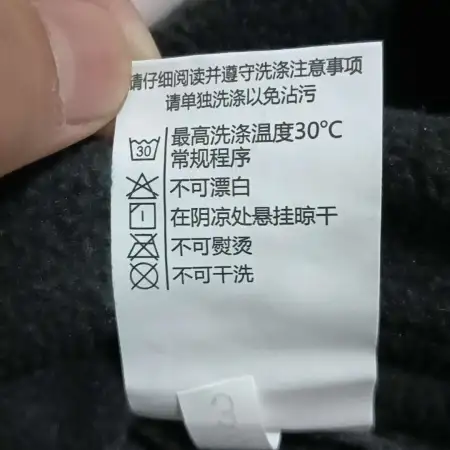 请仔细阅读并遵守洗涤注意事项
请单独洗涤以免沾污
30 最高洗涤温度30℃
常规程序
不可漂白
在阴凉处悬挂晾干
不可熨烫
不可干洗
3